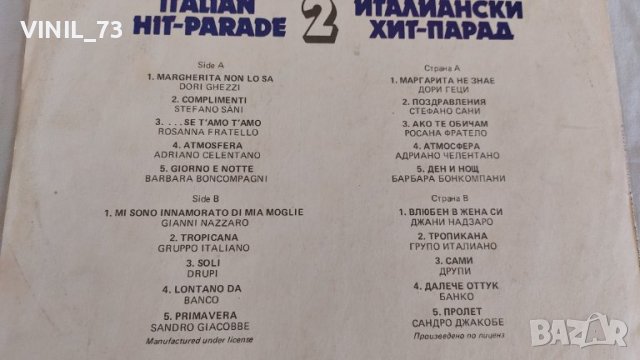 VINIL_73
ITALIAN
HIT-PARADE
2
ИТАЛИАНСКИ
ХИТ-ПАРАД
Side A
1. MARGHERITA NON LO SA
DORI GHEZZI
2. COMPLIMENTI
STEFANO SANI
3. . . . SE T'AMO T'AMO
ROSANNA FRATELLO
4. ATMOSFERA
ADRIANO CELENTANO
5. GIORNO E NOTTE
BARBARA BONCOMPAGNI
Side B
1. MI SONO INNAMORATO DI MIA MOGLIE
GIANNI NAZZARO
2. TROPICANA
GRUPPO ITALIANO
3. SOLI
DRUPI
4. LONTANO DA
BANCO
5. PRIMAVERA
SANDRO GIACOBBE
Manufactured under license
Страна А
1. МАРГАРИТА НЕ ЗНАЕ
ДОРИ ГЕЦИ
2. ПОЗДРАВЛЕНИЯ
СТЕФАНО САНИ
3. АКО ТЕ ОБИЧАМ
РОСАНА ФРАТЕЛО
4. АТМОСФЕРА
АДРИАНО ЧЕЛЕНТАНО
5. ДЕН И НОЩ
БАРБАРА БОНКОМПАНИ
Страна В
1. ВЛЮБЕН В ЖЕНА СИ
ДЖАНИ НАДЗАРО
2. ТРОПИКАНА
ГРУПО ИТАЛИАНО
3. САМИ
ДРУПИ
4. ДАЛЕЧЕ ОТТУК
БАНКО
5. ПРОЛЕТ
САНДРО ДЖАКОБЕ
Произведено по лиценз
BAZAR